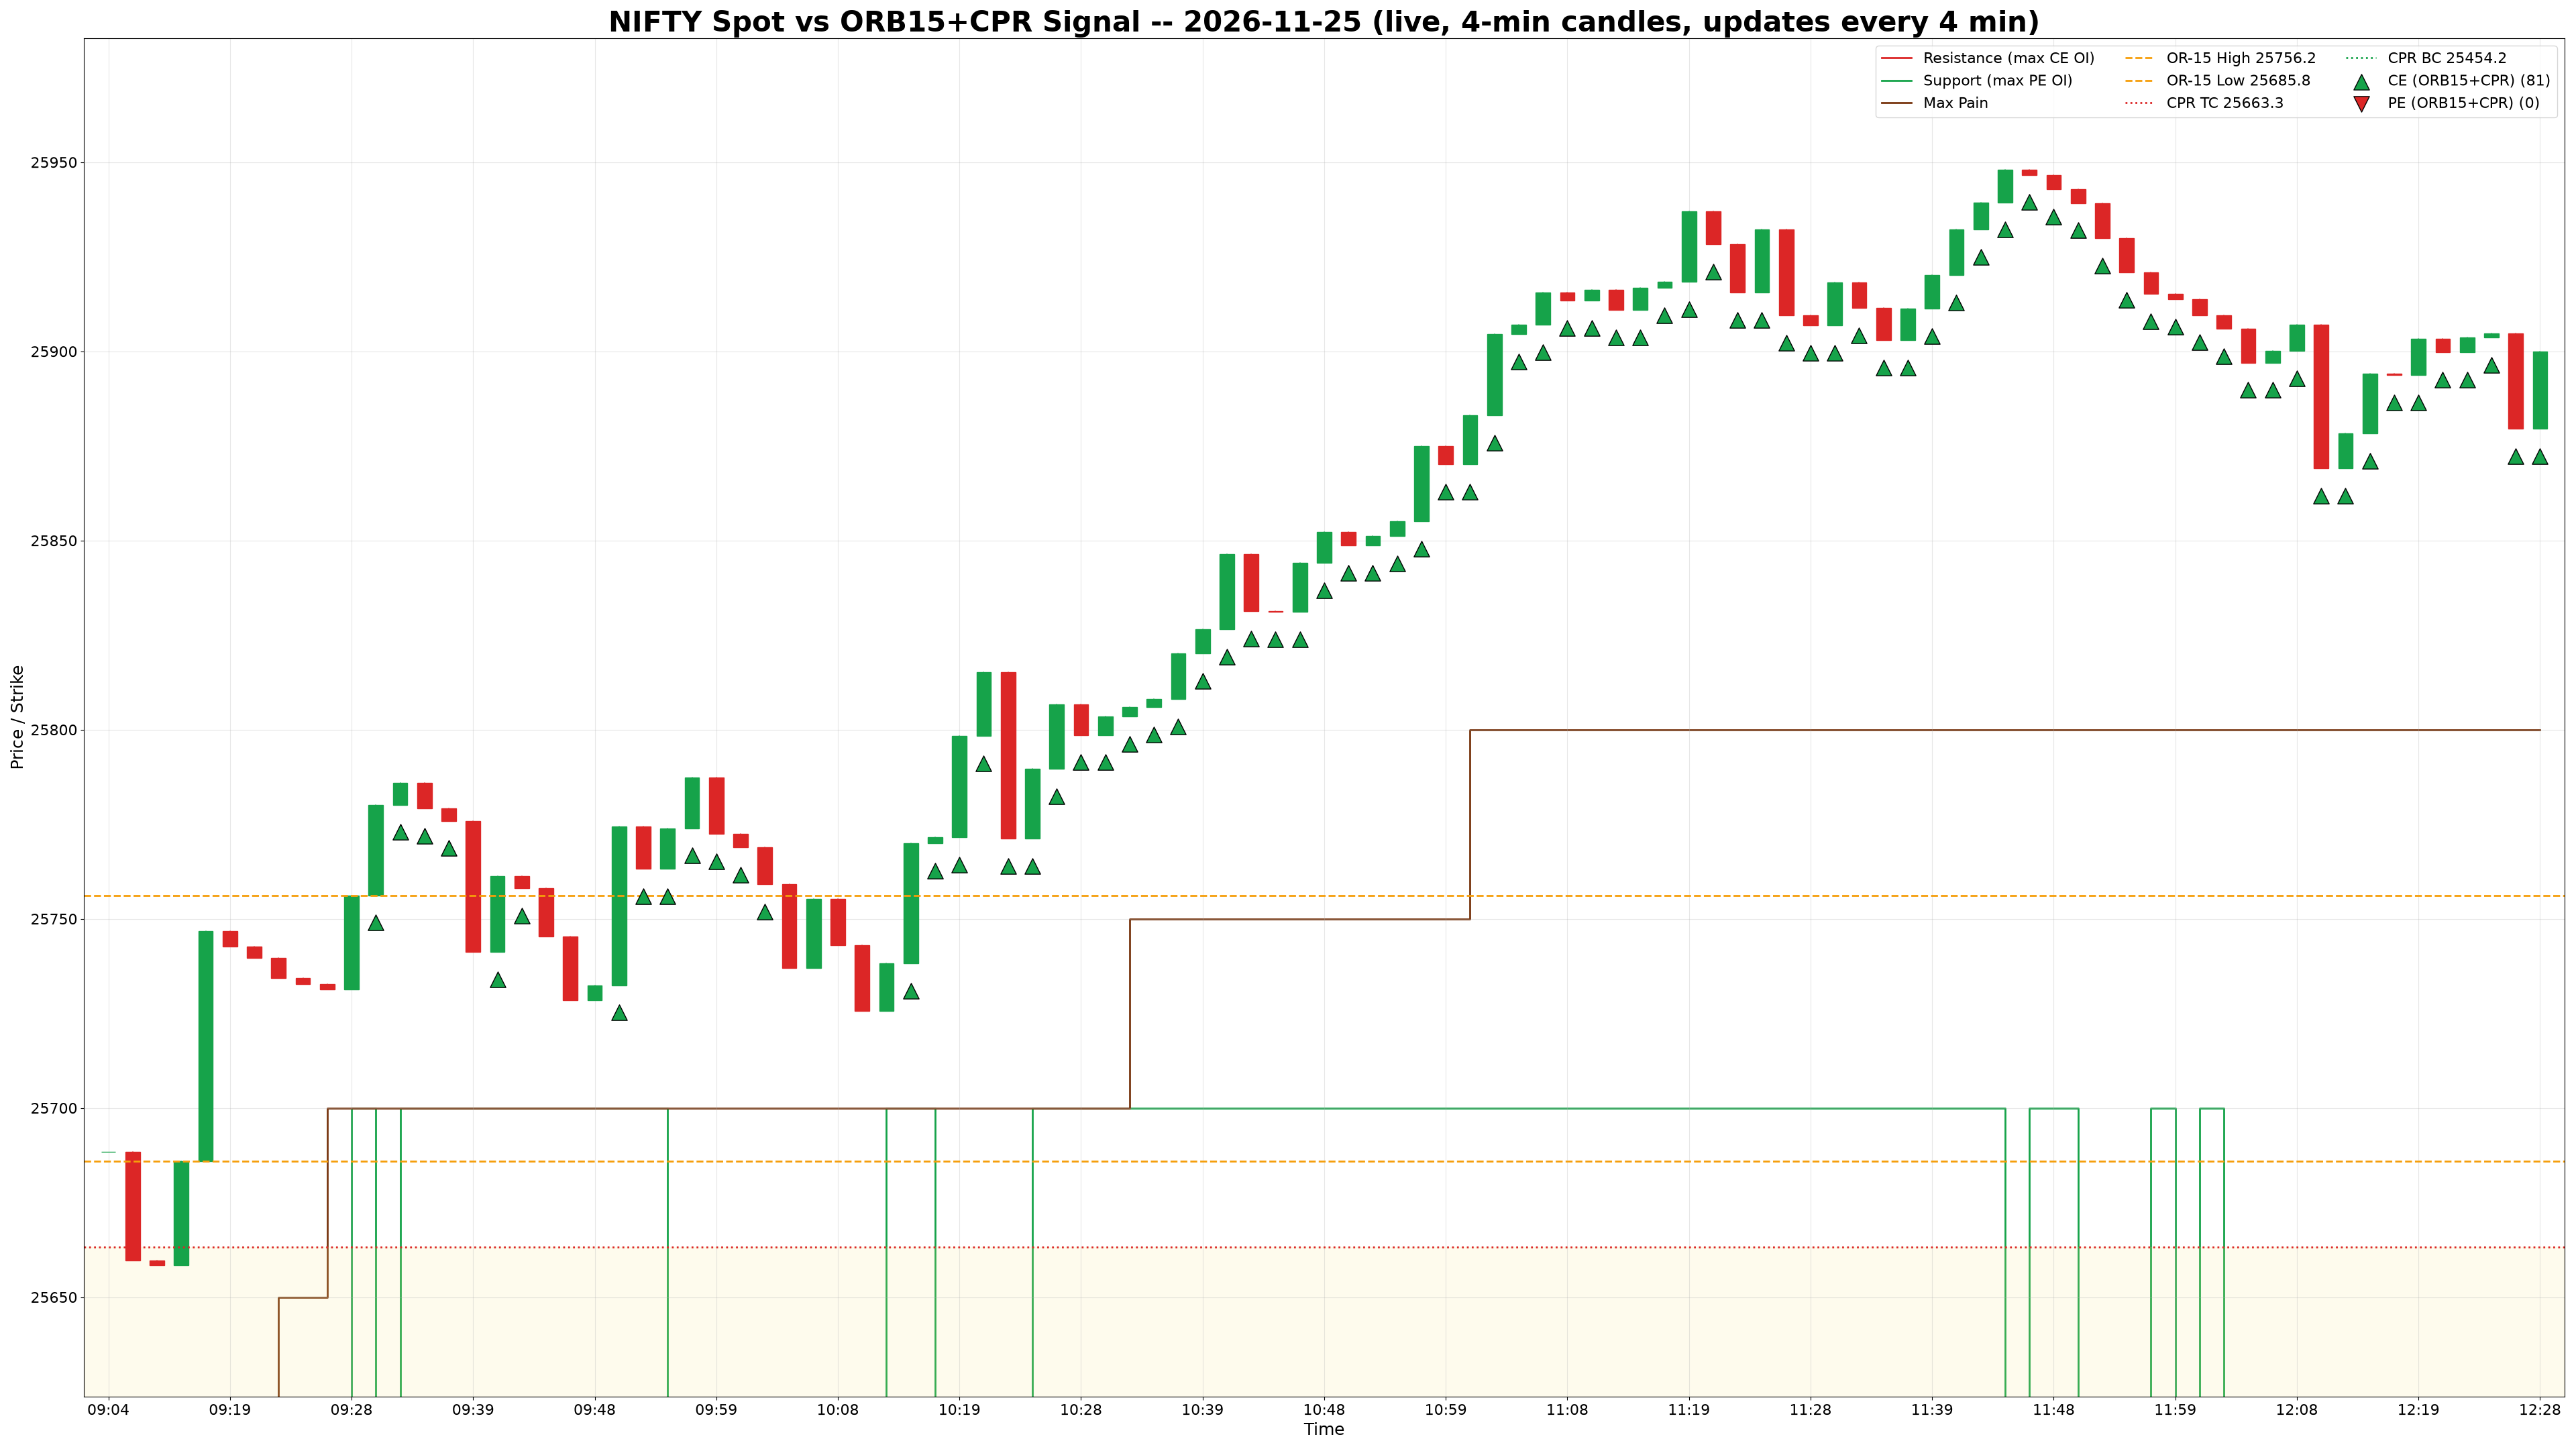 NIFTY Spot vs ORB15+CPR Signal -- 2026-11-25 (live, 4-min candles, updates every 4 min)
Resistance (max CE OI)
Support (max PE OI)
Max Pain
OR-15 High 25756.2
OR-15 Low 25685.8
CPR TC 25663.3
CPR BC 25454.2
CE (ORB15+CPR) (81)
PE (ORB15+CPR) (0)
Price / Strike
25950
25900
25850
25800
25750
25700
25650
09:04 09:19 09:28 09:39 09:48 09:59 10:08 10:19 10:28 10:39 10:48 10:59 11:08 11:19 11:28 11:39 11:48 11:59 12:08 12:19 12:28
Time